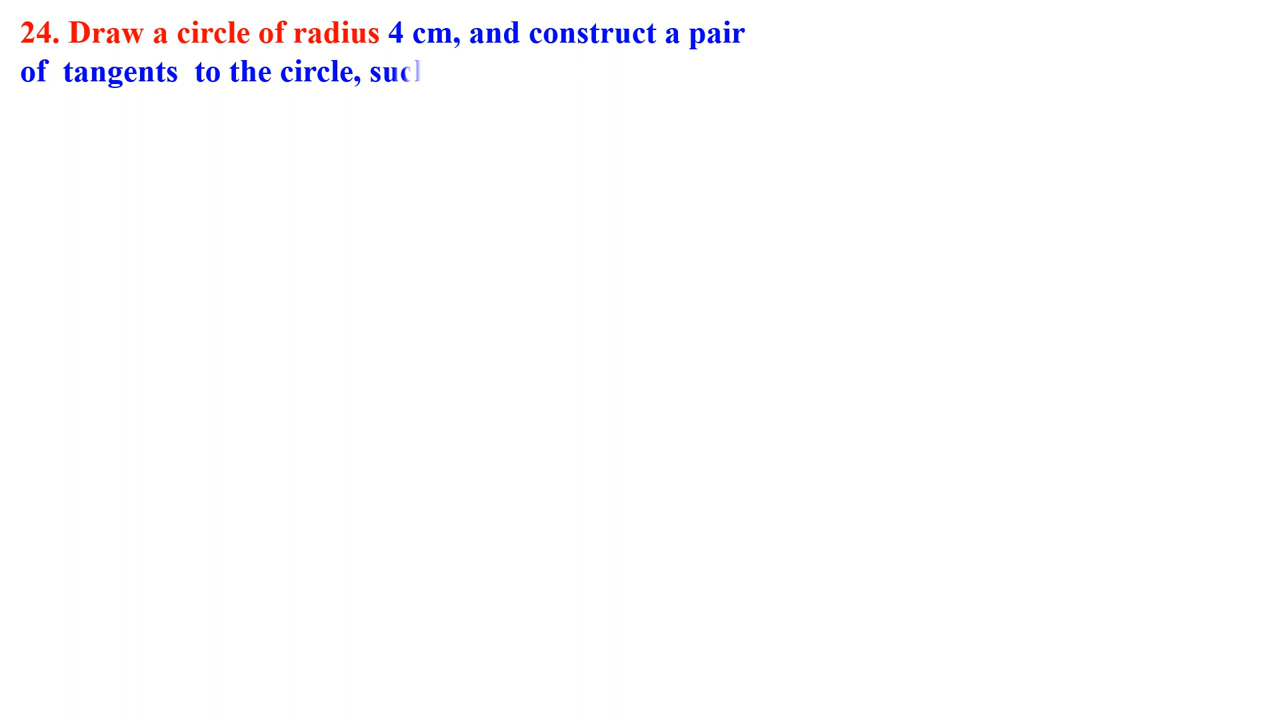 24. Draw a circle of radius 4 cm, and construct a pair
of tangents to the circle,